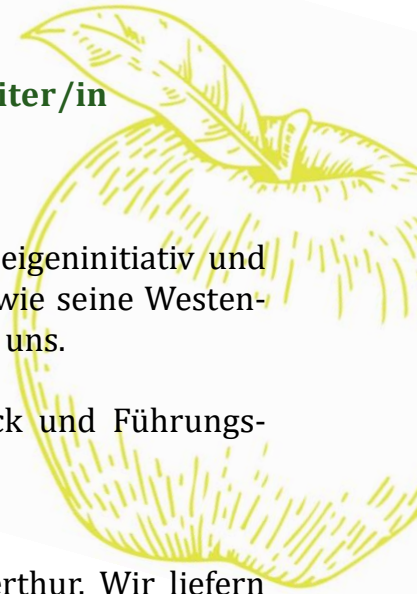 iter/in
eigeninitiativ und
wie seine Westen-
uns.
ck und Führungs-
erthur. Wir liefern